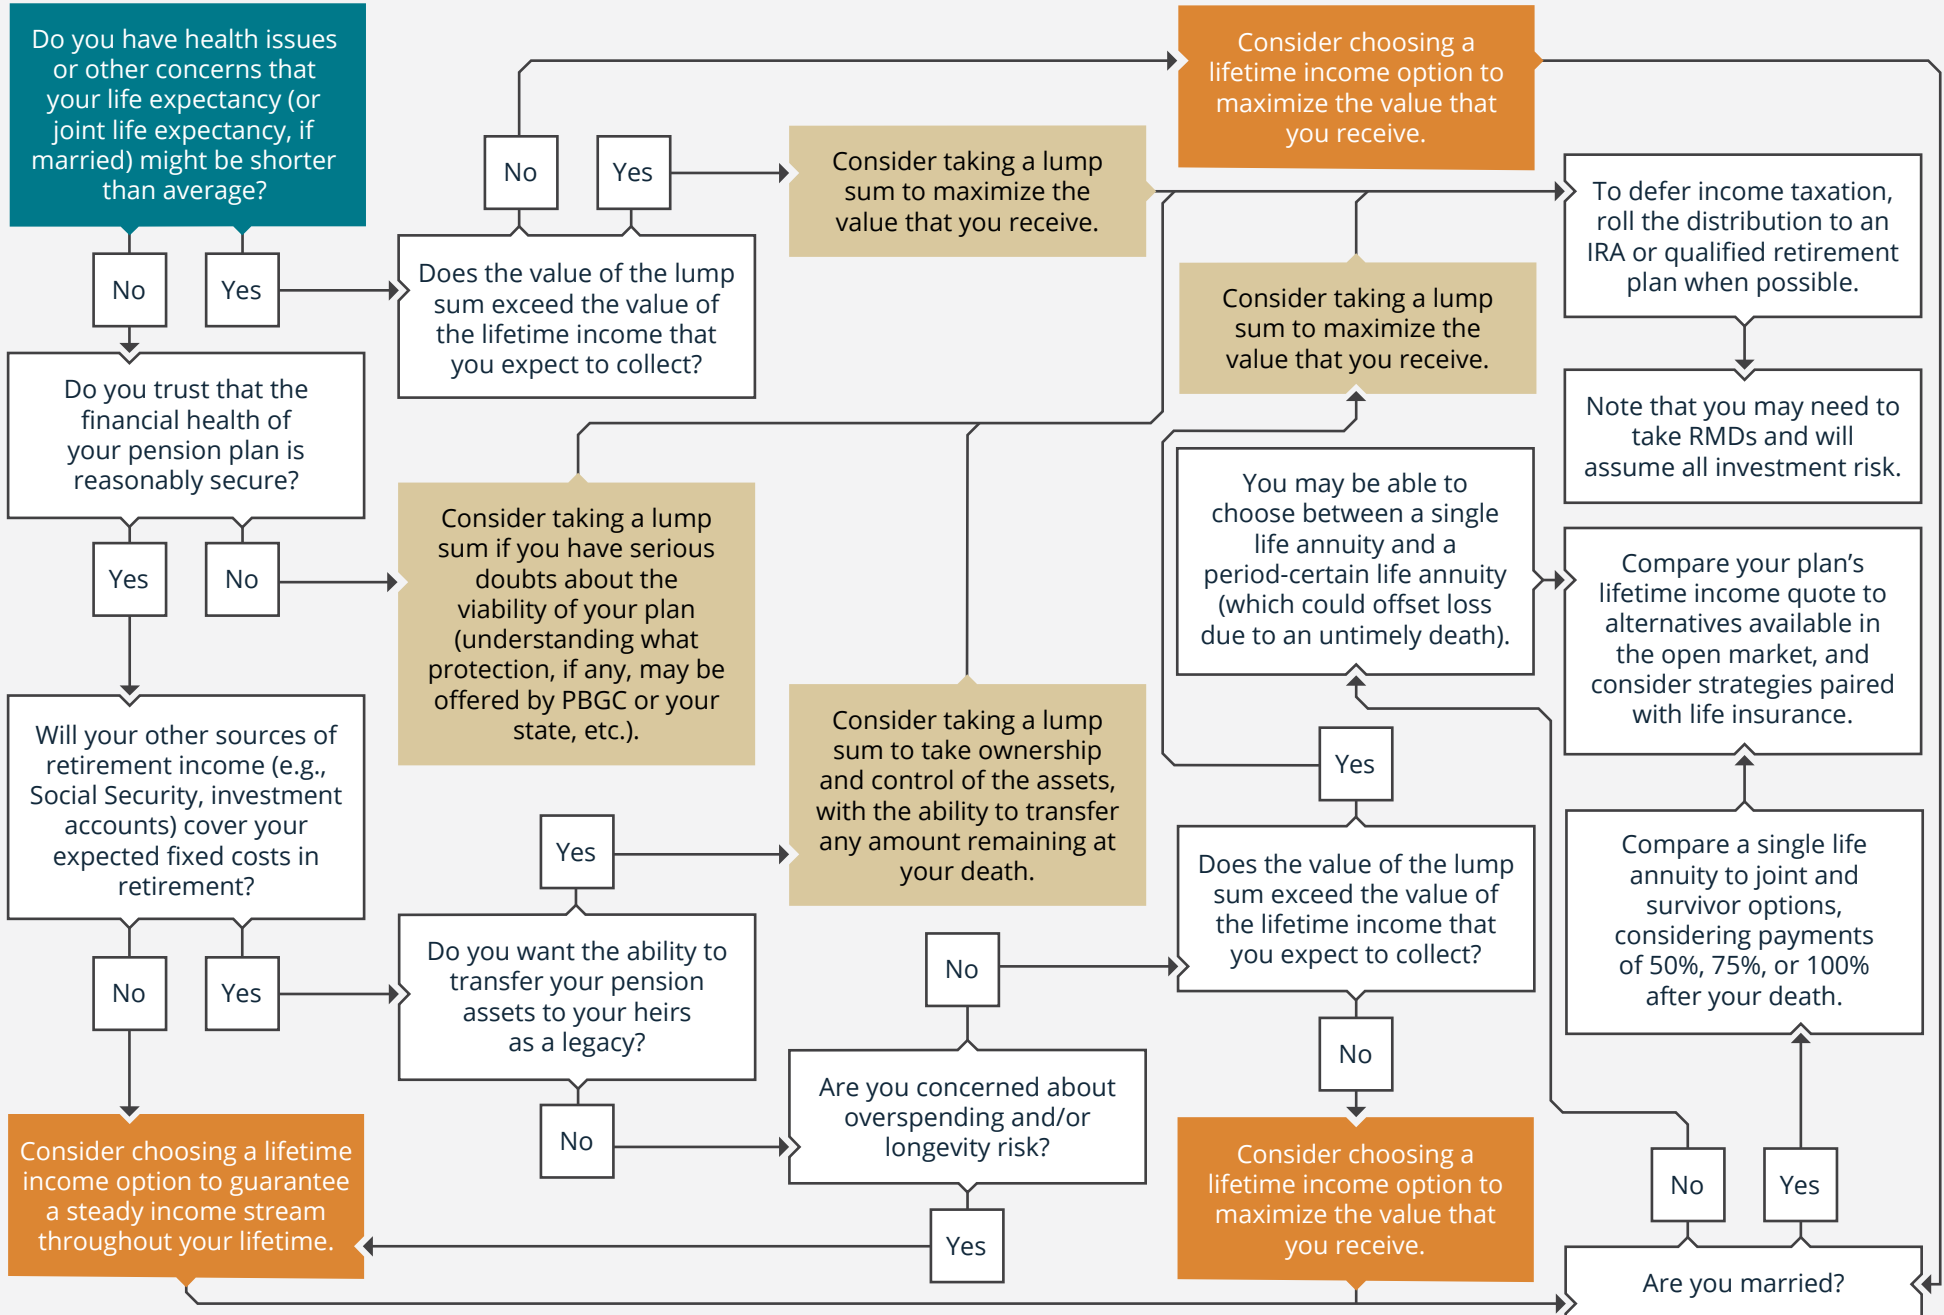 Do you have health issues
or other concerns that
your life expectancy (or
joint life expectancy, if
married) might be shorter
than average?
No
Yes
Does the value of the lump
sum exceed the value of
the lifetime income that
you expect to collect?
No
Yes
Consider taking a lump
sum to maximize the
value that you receive.
Consider choosing a
lifetime income option to
maximize the value that
you receive.
To defer income taxation,
roll the distribution to an
IRA or qualified retirement
plan when possible.
Note that you may need to
take RMDs and will
assume all investment risk.
Do you trust that the
financial health of
your pension plan is
reasonably secure?
Yes
No
Consider taking a lump
sum if you have serious
doubts about the
viability of your plan
(understanding what
protection, if any, may be
offered by PBGC or your
state, etc.).
Will your other sources of
retirement income (e.g.,
Social Security, investment
accounts) cover your
expected fixed costs in
retirement?
No
Yes
Do you want the ability to
transfer your pension
assets to your heirs
as a legacy?
Yes
No
Consider taking a lump
sum to take ownership
and control of the assets,
with the ability to transfer
any amount remaining at
your death.
Are you concerned about
overspending and/or
longevity risk?
No
Yes
Consider choosing a lifetime
income option to guarantee
a steady income stream
throughout your lifetime.
Does the value of the lump
sum exceed the value of
the lifetime income that
you expect to collect?
Yes
No
Consider taking a lump
sum to maximize the
value that you receive.
Consider choosing a
lifetime income option to
maximize the value that
you receive.
Are you married?
No
Yes
You may be able to
choose between a single
life annuity and a
period-certain life annuity
(which could offset loss
due to an untimely death).
Compare a single life
annuity to joint and
survivor options,
considering payments
of 50%, 75%, or 100%
after your death.
Compare your plan’s
lifetime income quote to
alternatives available in
the open market, and
consider strategies paired
with life insurance.